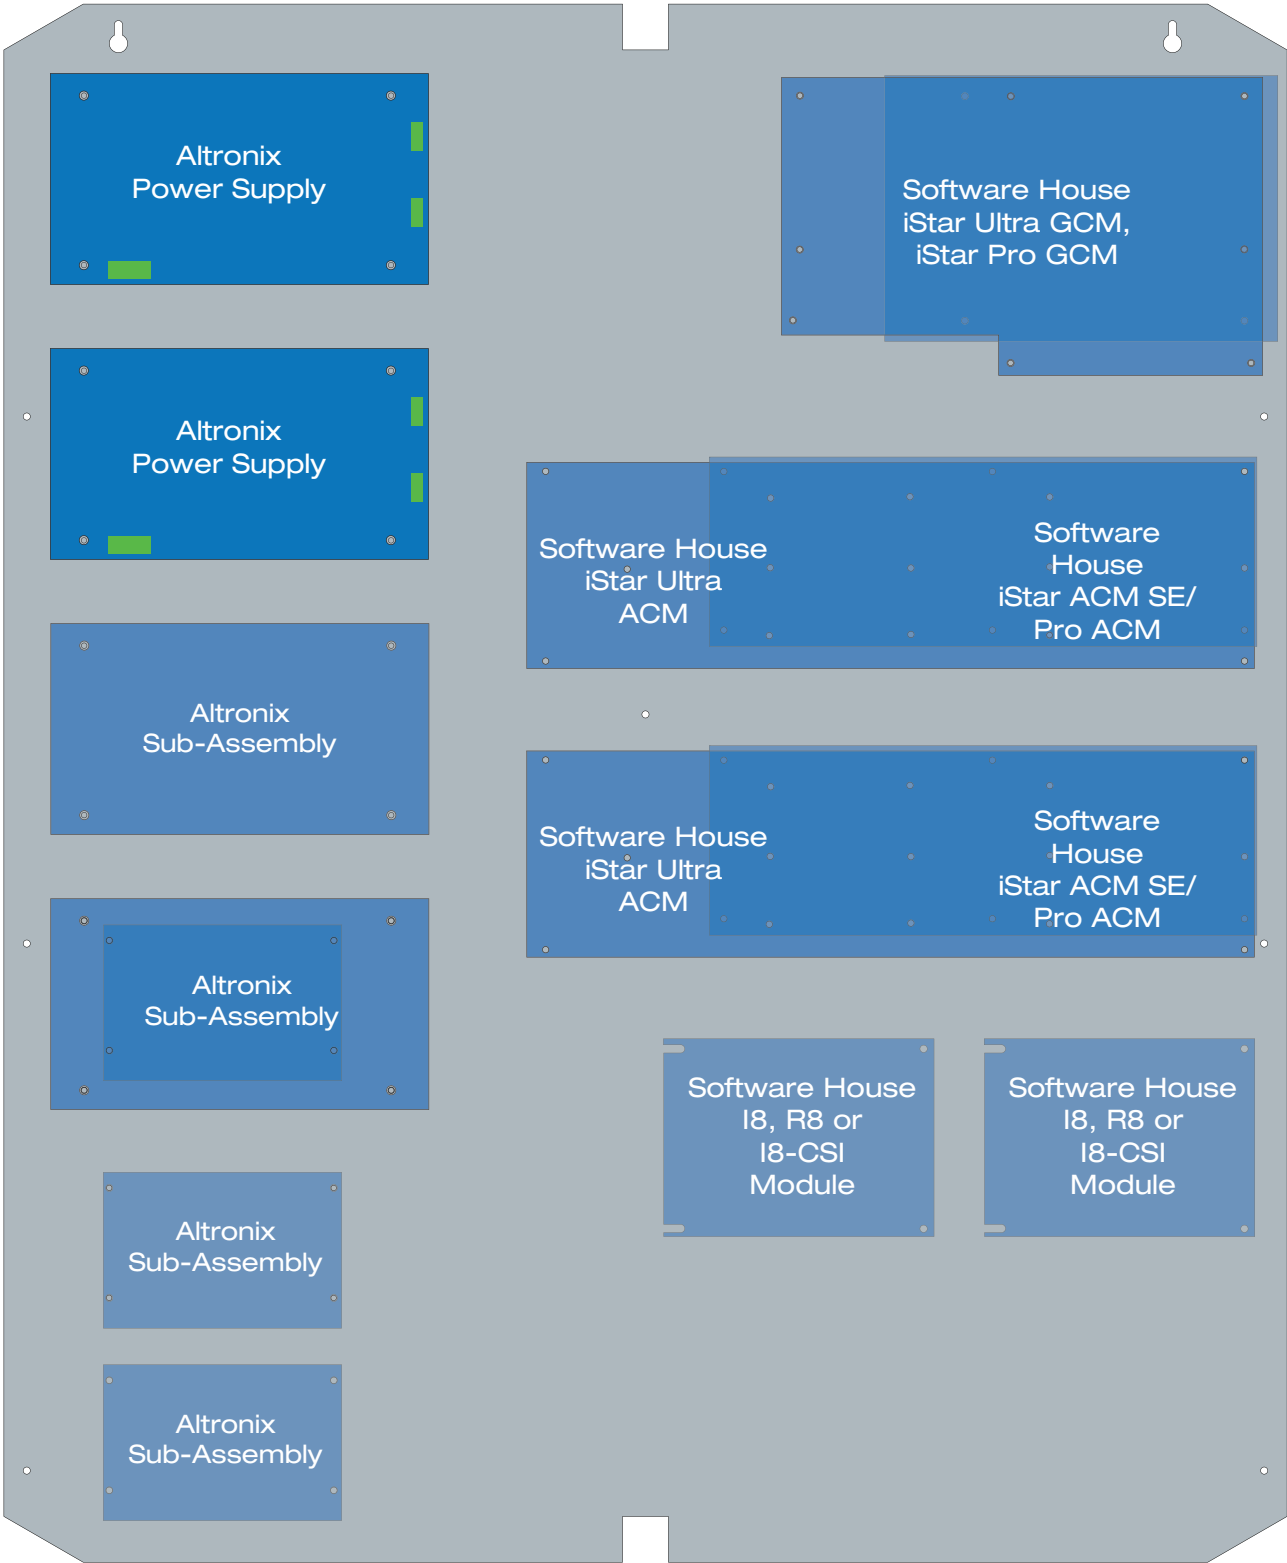 Altronix
Power Supply
Software House
iStar Ultra GCM,
iStar Pro GCM
Altronix
Power Supply
Software House
iStar Ultra
ACM
Software
House
iStar ACM SE/
Pro ACM
Altronix
Sub-Assembly
Software House
iStar Ultra
ACM
Software
House
iStar ACM SE/
Pro ACM
Altronix
Sub-Assembly
Software House
I8, R8 or
I8-CSI
Module
Software House
I8, R8 or
I8-CSI
Module
Altronix
Sub-Assembly
Altronix
Sub-Assembly